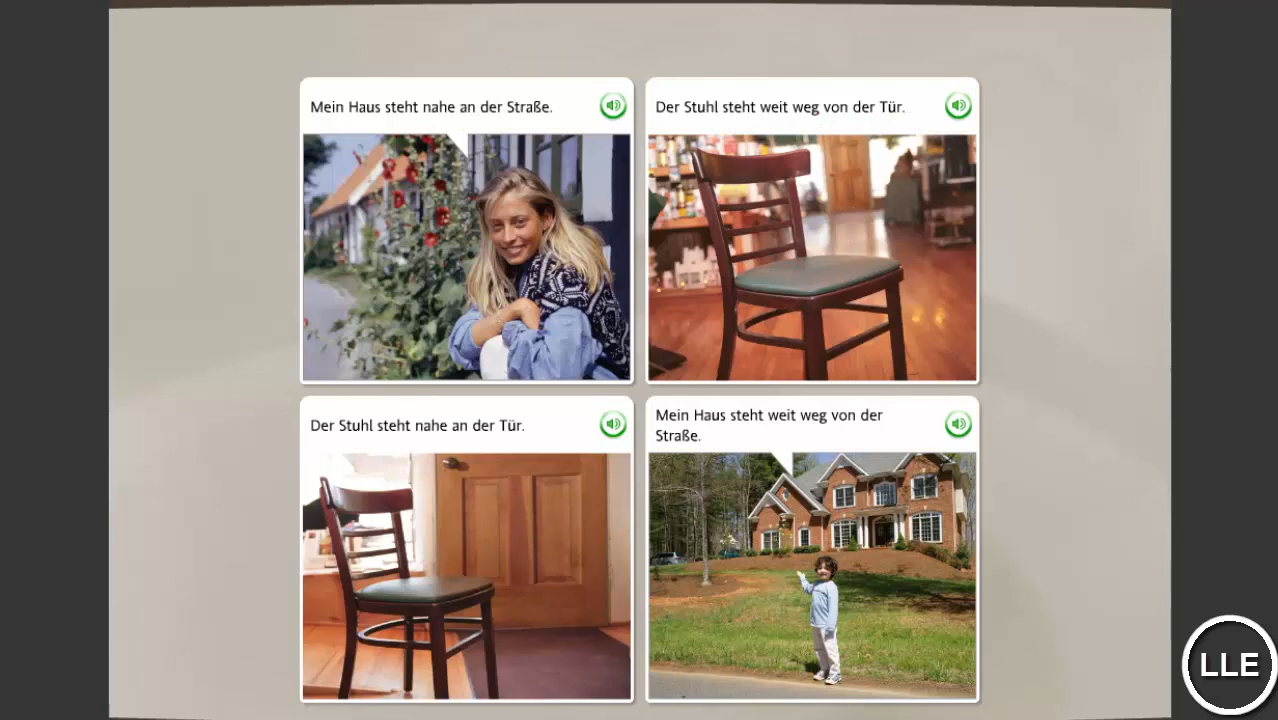 Mein Haus steht nahe an der Straße.
Der Stuhl steht weit weg von der Tür.
Der Stuhl steht nahe an der Tür.
Mein Haus steht weit weg von der
Straße.
LLE